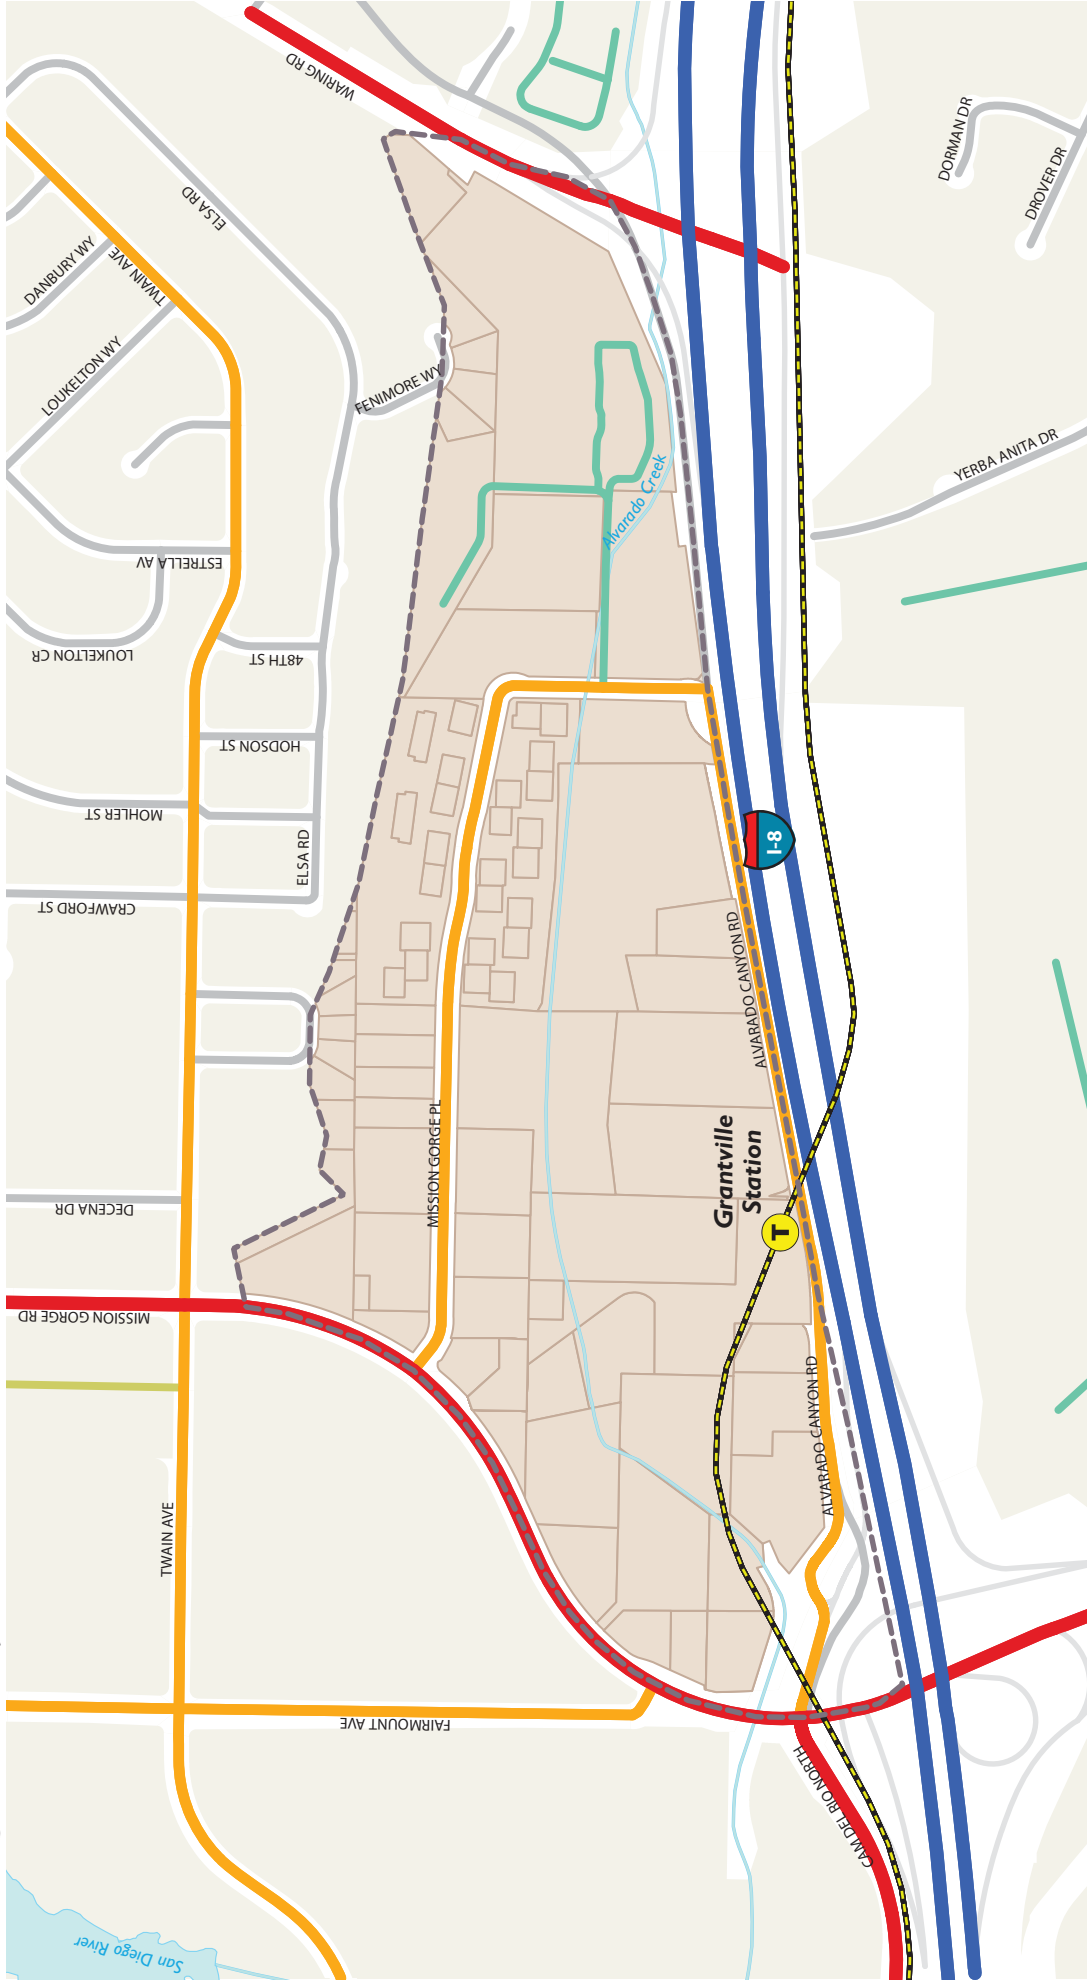 WARING RD
DORMAN DR
DROVER DR
ELSA RD
DANBURY WY
TWAIN AVE
LOUKELTON WY
FENIMORE WY
YERBA ANITA DR
Alvarado Creek
ESTRELLA AV
LOUKELTON CR
48TH ST
HODSON ST
MOHLER ST
ELSA RD
I-8
CRAWFORD ST
ALVARADO CANYON RD
MISSION GORGE PL
Grantville
Station
T
DECENA DR
MISSION GORGE RD
ALVARADO CANYON RD
TWAIN AVE
FAIRMOUNT AVE
CAM DEL RIO NORTH
San Diego River